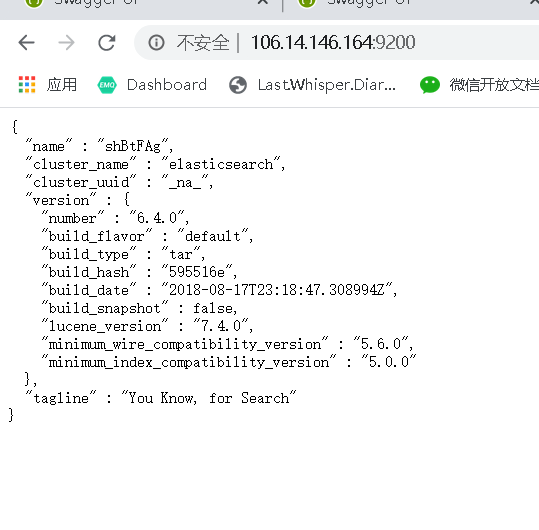 Swagger UI
Swagger UI
不安全 | 106.14.146.164:9200
应用
Dashboard
Last.Whisper.Diar...
微信开放文档
{
"name" : "shBtFAg",
"cluster_name" : "elasticsearch",
"cluster_uuid" : "_na_",
"version" : {
"number" : "6.4.0",
"build_flavor" : "default",
"build_type" : "tar",
"build_hash" : "595516e",
"build_date" : "2018-08-17T23:18:47.308994Z",
"build_snapshot" : false,
"lucene_version" : "7.4.0",
"minimum_wire_compatibility_version" : "5.6.0",
"minimum_index_compatibility_version" : "5.0.0"
},
"tagline" : "You Know, for Search"
}